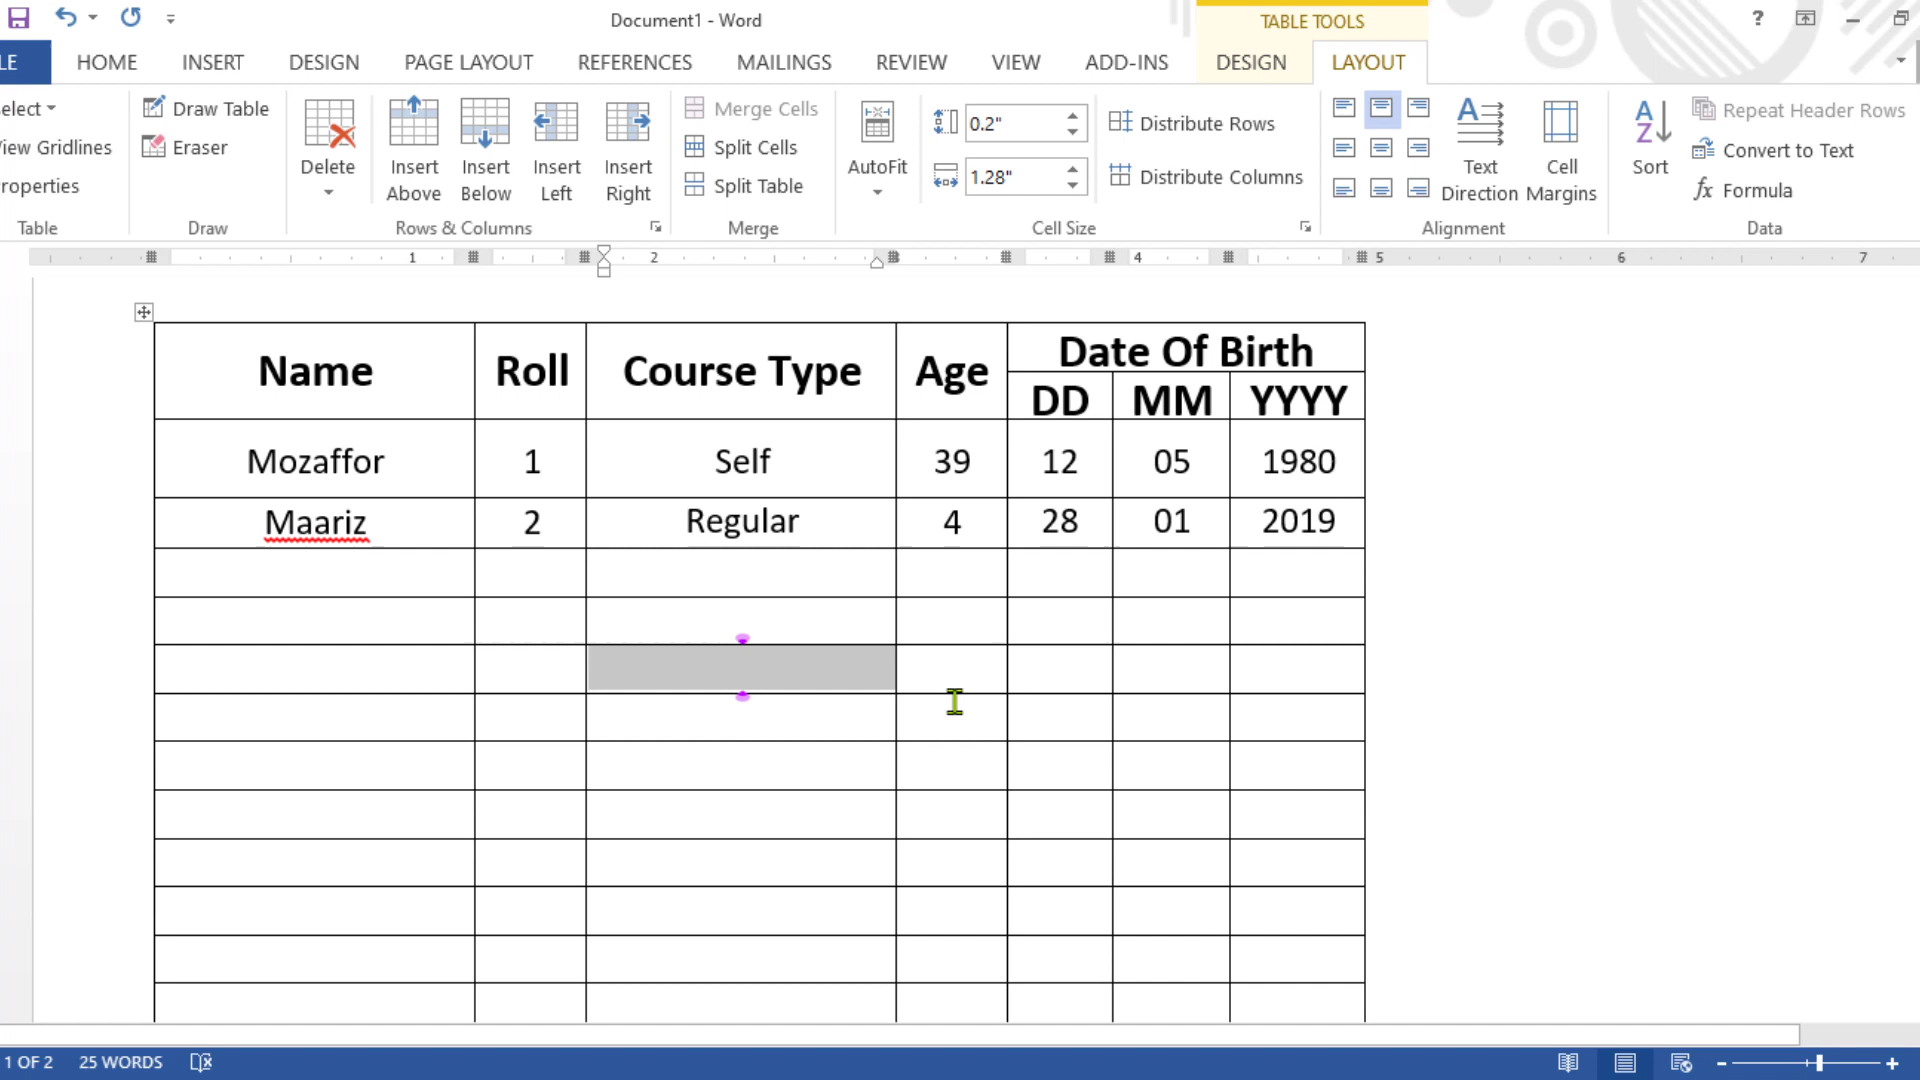 Document1 - Word
TABLE TOOLS
?
LE
HOME
INSERT
DESIGN
PAGE LAYOUT
REFERENCES
MAILINGS
REVIEW
VIEW
ADD-INS
DESIGN
LAYOUT
elect
iew Gridlines
roperties
Table
Draw Table
Eraser
Draw
Delete
Insert Above
Insert Below
Insert Left
Insert Right
Rows & Columns
Merge Cells
Split Cells
Split Table
Merge
AutoFit
0.2"
1.28"
Distribute Rows
Distribute Columns
Cell Size
Text Direction
Cell Margins
Alignment
A
Z
Sort
Repeat Header Rows
Convert to Text
fx Formula
Data
1 2 4 5 6 7
Name Roll Course Type Age Date Of Birth
DD MM YYYY
Mozaffor 1 Self 39 12 05 1980
Maariz 2 Regular 4 28 01 2019
1 OF 2 25 WORDS